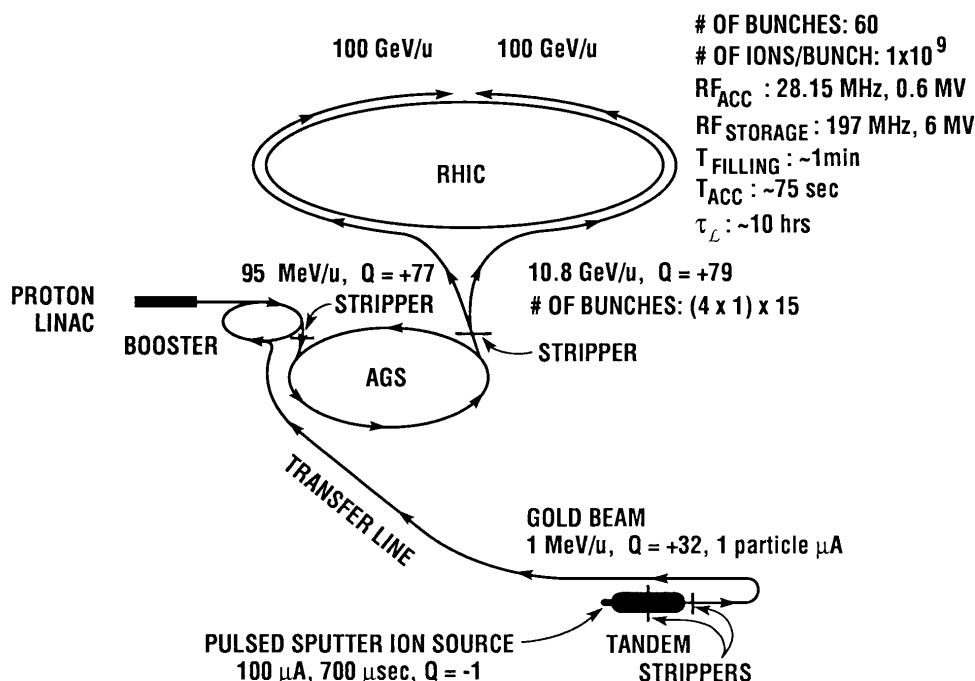 100 GeV/u 100 GeV/u
# OF BUNCHES: 60
# OF IONS/BUNCH: 1x10⁹
RF_ACC : 28.15 MHz, 0.6 MV
RF_STORAGE : 197 MHz, 6 MV
T_FILLING : ~1min
T_ACC : ~75 sec
τ_ℒ : ~10 hrs
RHIC
95 MeV/u, Q = +77
10.8 GeV/u, Q = +79
# OF BUNCHES: (4 x 1) x 15
PROTON
LINAC
STRIPPER
BOOSTER
STRIPPER
AGS
TRANSFER LINE
GOLD BEAM
1 MeV/u, Q = +32, 1 particle µA
PULSED SPUTTER ION SOURCE
100 µA, 700 µsec, Q = -1
TANDEM
STRIPPERS